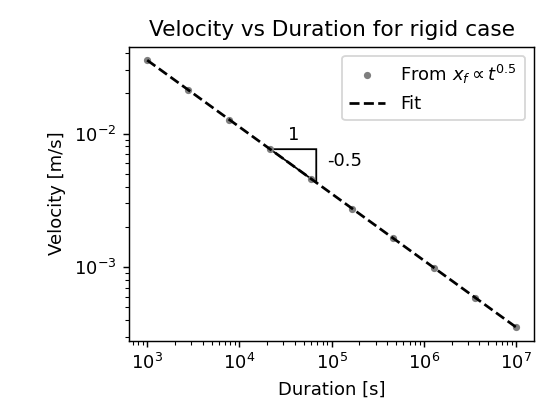 Velocity vs Duration for rigid case
From $x_f \propto t^{0.5}$
Fit
1
-0.5
Velocity [m/s]
$10^{-2}$
$10^{-3}$
$10^3$ $10^4$ $10^5$ $10^6$ $10^7$
Duration [s]